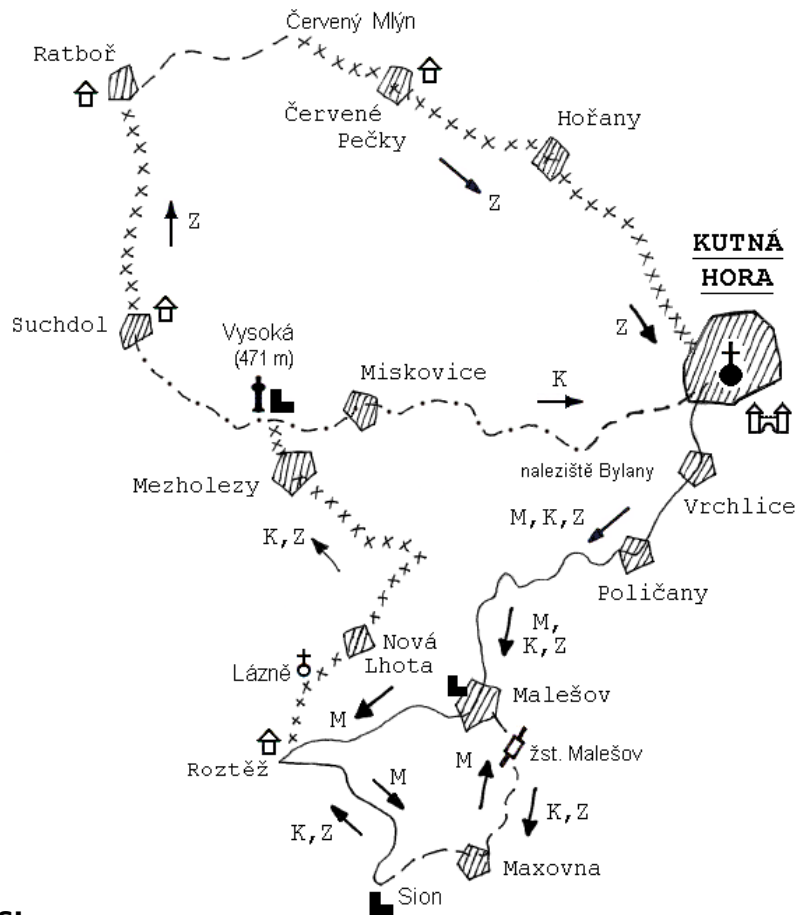 Červený Mlýn
Ratboř
Červené
Pečky
Hořany
Z
Z
KUTNÁ
HORA
Suchdol
Vysoká
(471 m)
Z
Miskovice
K
Mezholezy
naleziště Bylany
Vrchlice
M,K,Z
K,Z
Poličany
M,
K,Z
Nová
Lhota
Lázně
Malešov
M
Roztěž
žst. Malešov
M
M
K,Z
K,Z
Maxovna
Sion